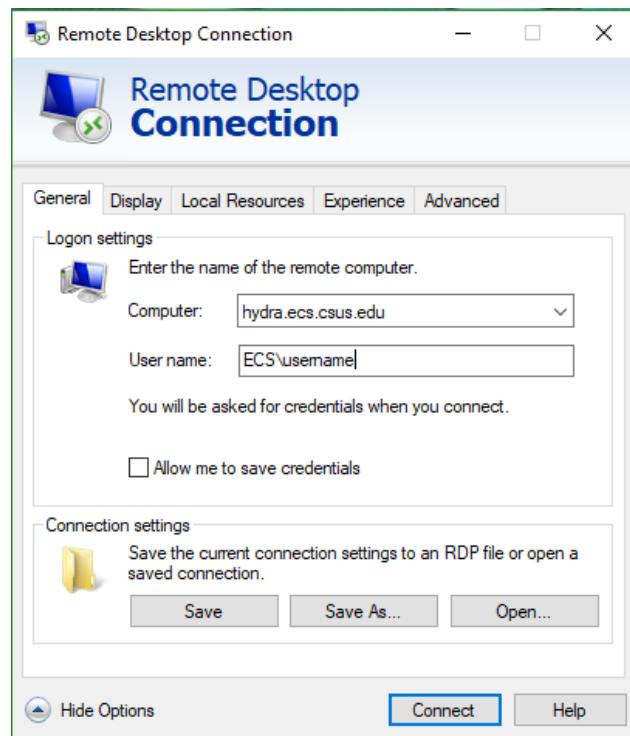 Remote Desktop Connection
Remote Desktop
Connection
General Display Local Resources Experience Advanced
Logon settings
Enter the name of the remote computer.
Computer: hydra.ecs.csus.edu
User name: ECS\username
You will be asked for credentials when you connect.
Allow me to save credentials
Connection settings
Save the current connection settings to an RDP file or open a
saved connection.
Save Save As... Open...
Hide Options Connect Help